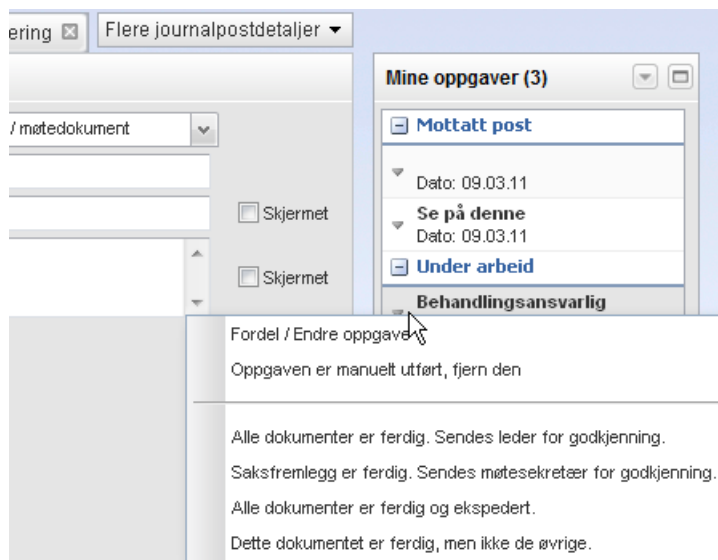 ering
Flere journalpostdetaljer
Mine oppgaver (3)
/ møtedokument
Mottatt post
Dato: 09.03.11
Skjermet
Se på denne
Dato: 09.03.11
Under arbeid
Skjermet
Behandlingsansvarlig
Fordel / Endre oppgave
Oppgaven er manuelt utført, fjern den
Alle dokumenter er ferdig. Sendes leder for godkjenning.
Saksfremlegg er ferdig. Sendes møtesekretær for godkjenning.
Alle dokumenter er ferdig og ekspedert.
Dette dokumentet er ferdig, men ikke de øvrige.